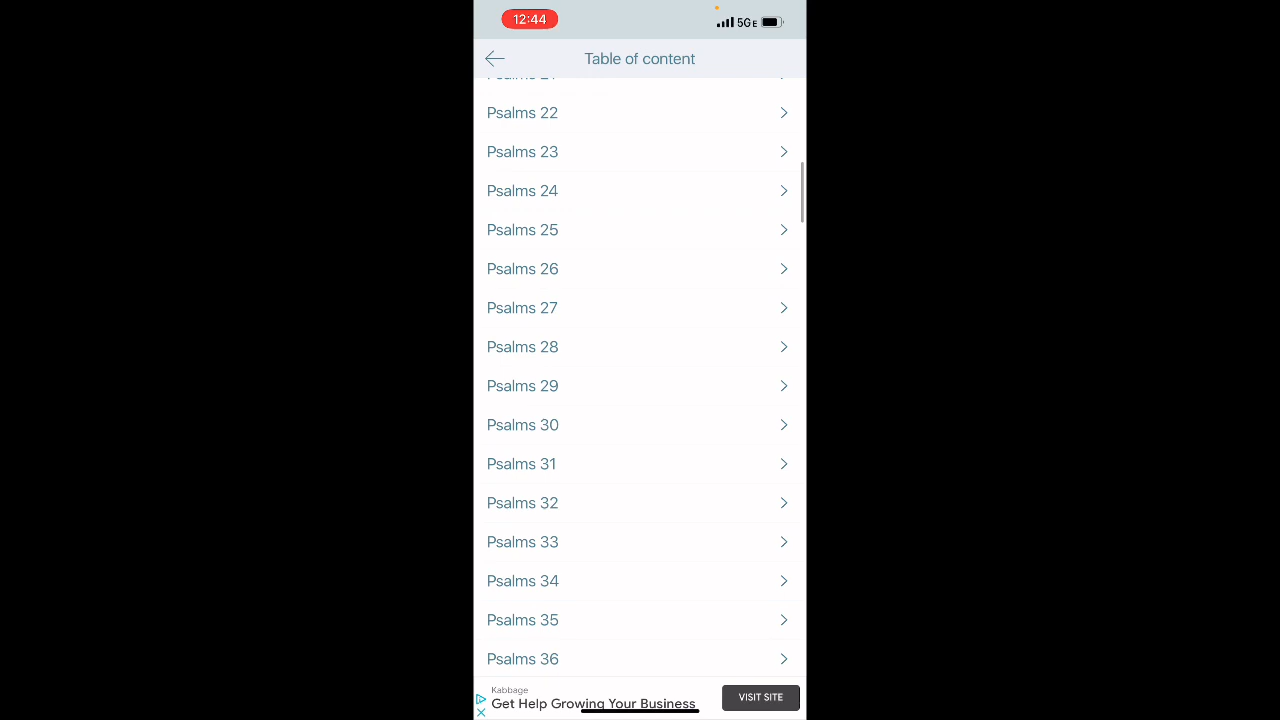 12:44
5GE
Table of content
Psalms 22
Psalms 23
Psalms 24
Psalms 25
Psalms 26
Psalms 27
Psalms 28
Psalms 29
Psalms 30
Psalms 31
Psalms 32
Psalms 33
Psalms 34
Psalms 35
Psalms 36
Kabbage
Get Help Growing Your Business
VISIT SITE